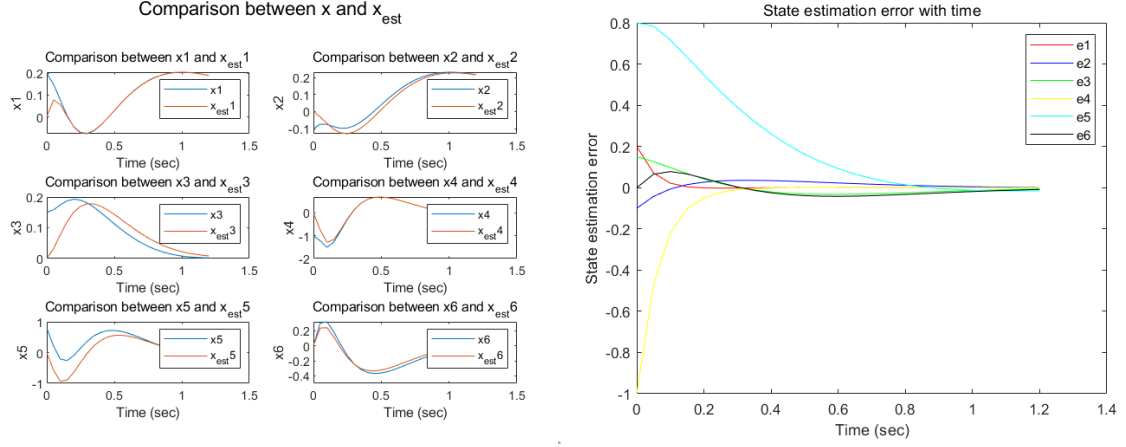 Comparison between x and x_est
Comparison between x1 and x_est1
x1
0.2
0.1
0
x1
x_est1
0 0.5 1 1.5
Time (sec)
Comparison between x2 and x_est2
x2
0.2
0.1
0
-0.1
x2
x_est2
0 0.5 1 1.5
Time (sec)
Comparison between x3 and x_est3
x3
0.2
0.1
0
x3
x_est3
0 0.5 1 1.5
Time (sec)
Comparison between x4 and x_est4
x4
0
-1
-2
x4
x_est4
0 0.5 1 1.5
Time (sec)
Comparison between x5 and x_est5
x5
1
0
-1
x5
x_est5
0 0.5 1 1.5
Time (sec)
Comparison between x6 and x_est6
x6
0.2
0
-0.2
-0.4
x6
x_est6
0 0.5 1 1.5
Time (sec)
State estimation error with time
State estimation error
0.8
0.6
0.4
0.2
0
-0.2
-0.4
-0.6
-0.8
-1
e1
e2
e3
e4
e5
e6
0 0.2 0.4 0.6 0.8 1 1.2 1.4
Time (sec)